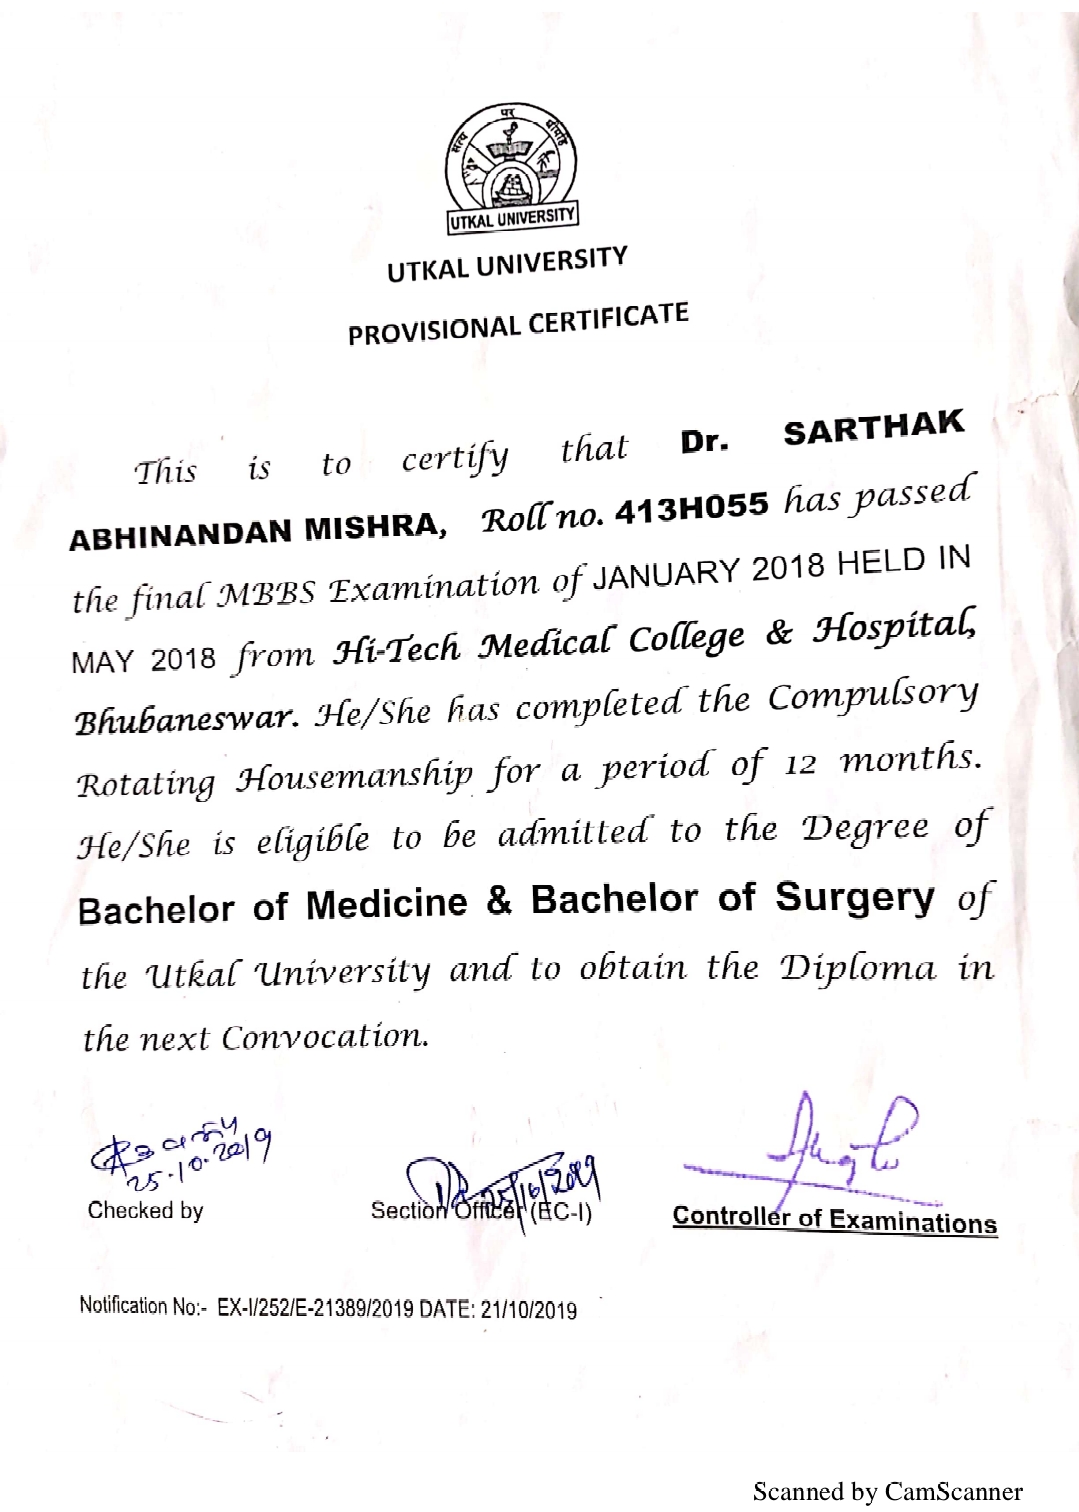 सत्य पर धीमहि
UTKAL UNIVERSITY
UTKAL UNIVERSITY
PROVISIONAL CERTIFICATE
This is to certify that Dr. SARTHAK
ABHINANDAN MISHRA, Roll no. 413H055 has passed
the final MBBS Examination of JANUARY 2018 HELD IN
MAY 2018 from Hi-Tech Medical College & Hospital,
Bhubaneswar. He/She has completed the Compulsory
Rotating Housemanship for a period of 12 months.
He/She is eligible to be admitted to the Degree of
Bachelor of Medicine & Bachelor of Surgery of
the Utkal University and to obtain the Diploma in
the next Convocation.
25.10.2019
25/10/2019
Checked by Section Officer (EC-I) Controller of Examinations
Notification No:- EX-I/252/E-21389/2019 DATE: 21/10/2019
Scanned by CamScanner